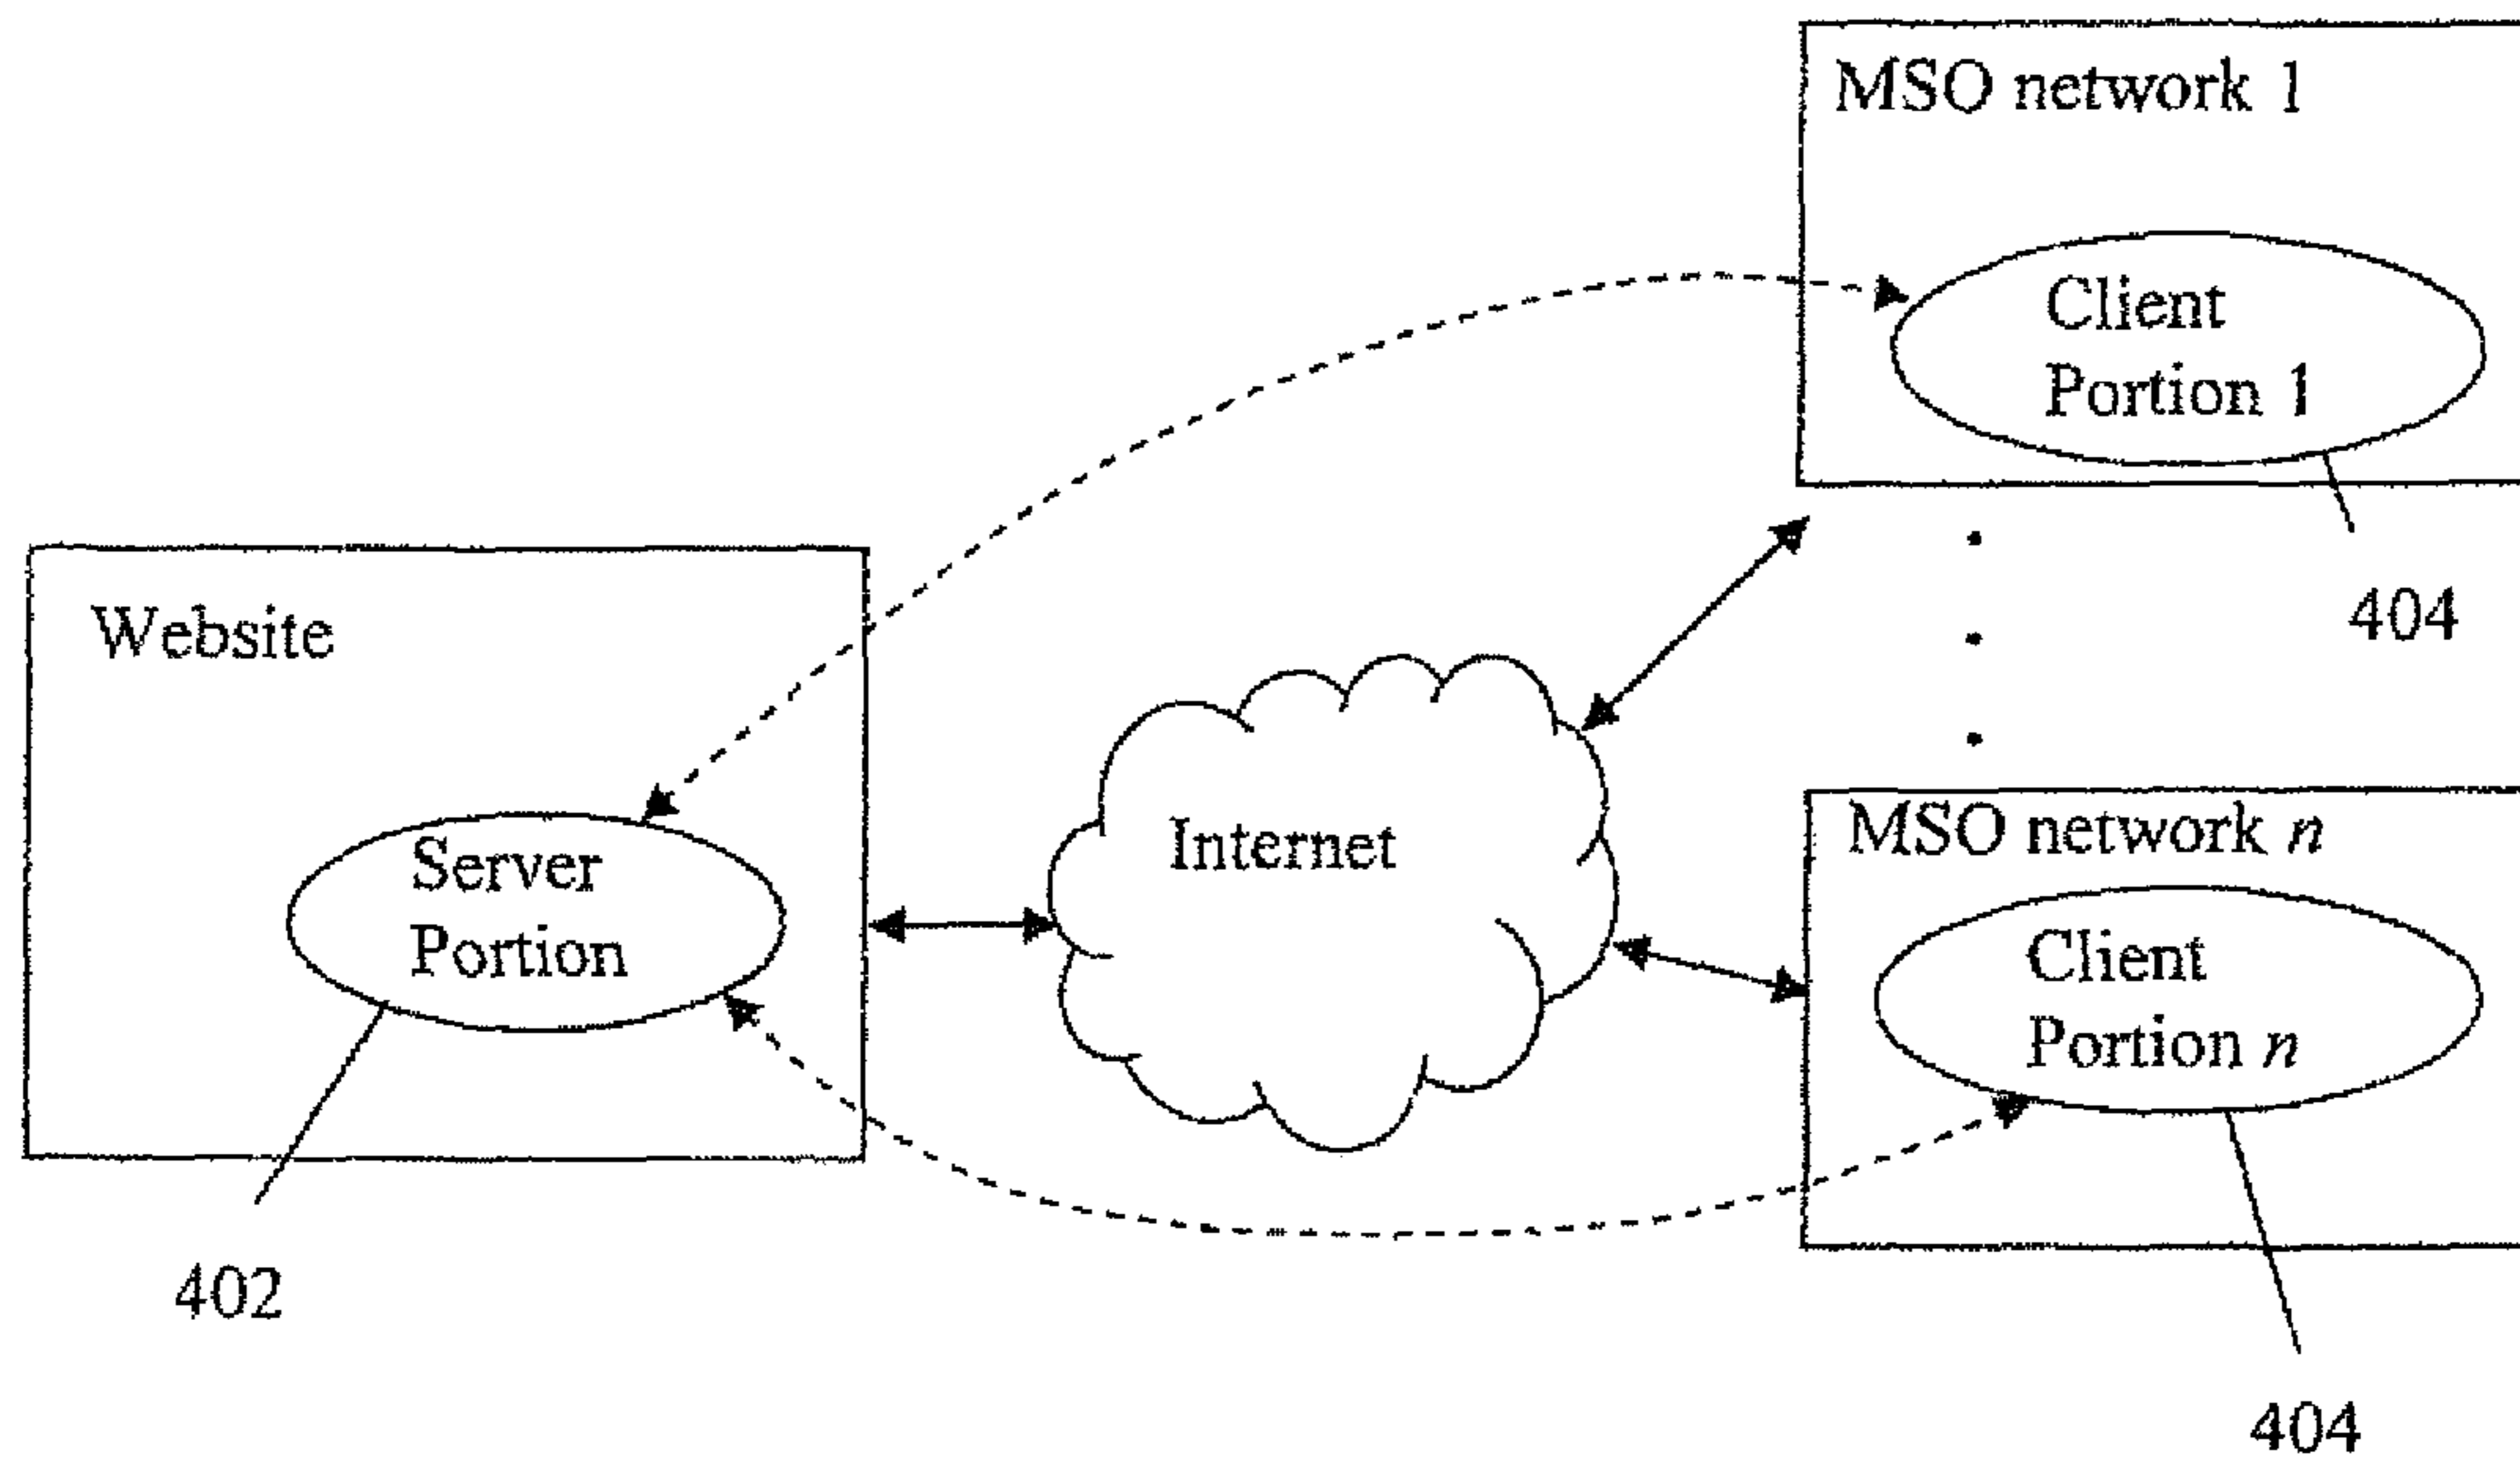 MSO network 1
Client
Portion 1
404
Website
Server
Portion
402
Internet
MSO network n
Client
Portion n
404